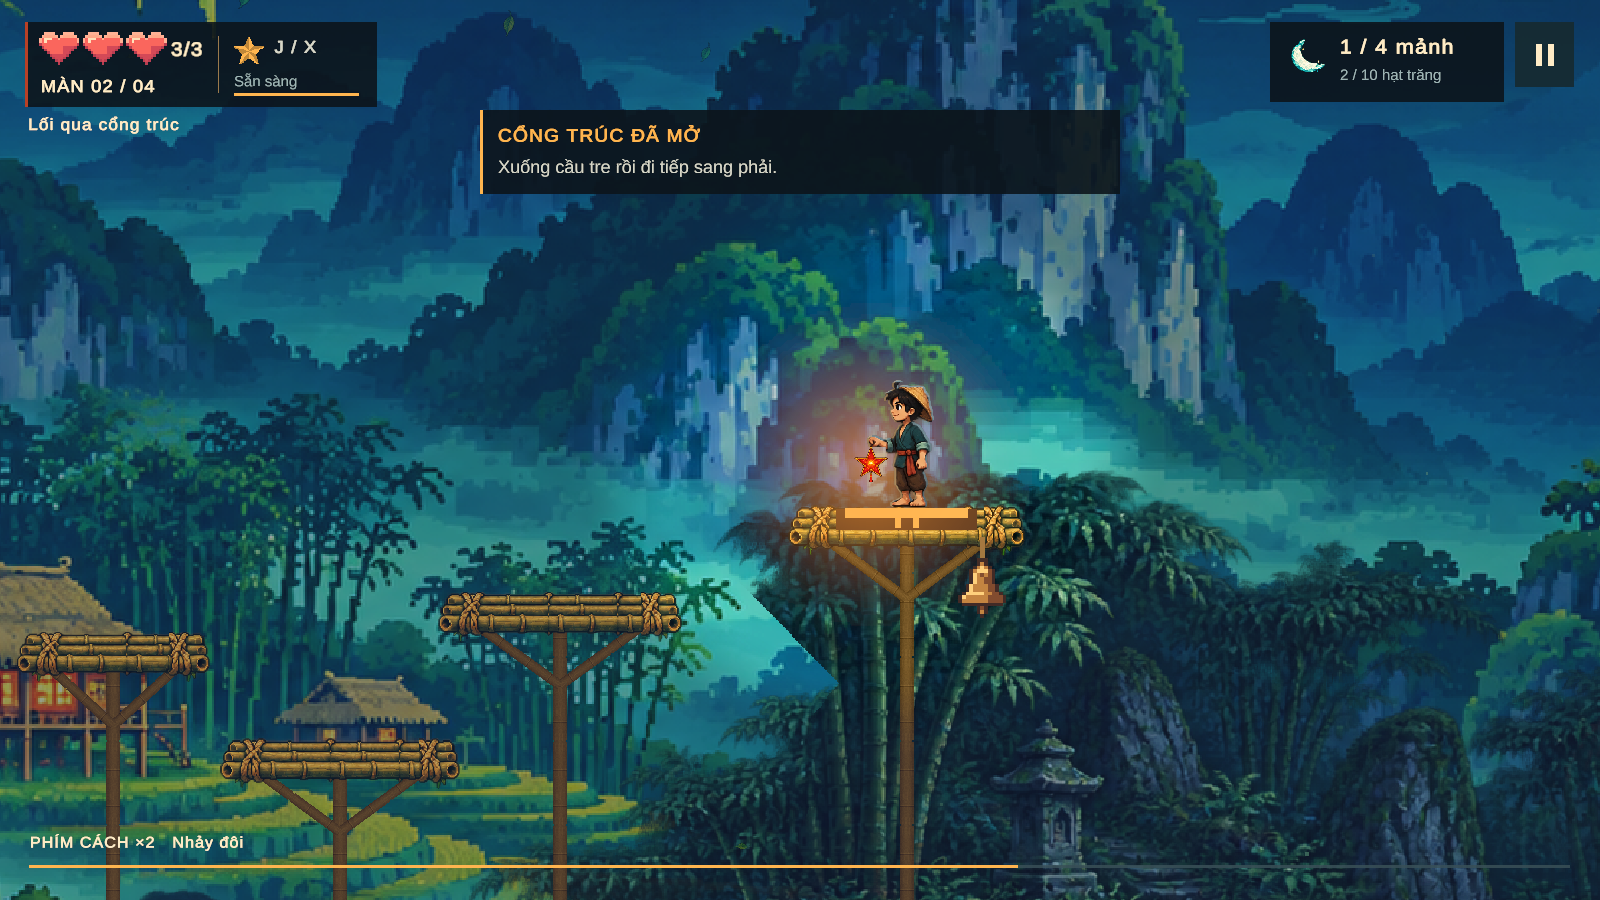 3/3
J / X
Sẵn sàng
MÀN 02 / 04
Lối qua cổng trúc
1 / 4 mảnh
2 / 10 hạt trăng
CỔNG TRÚC ĐÃ MỞ
Xuống cầu tre rồi đi tiếp sang phải.
PHÍM CÁCH ×2 Nhảy đôi